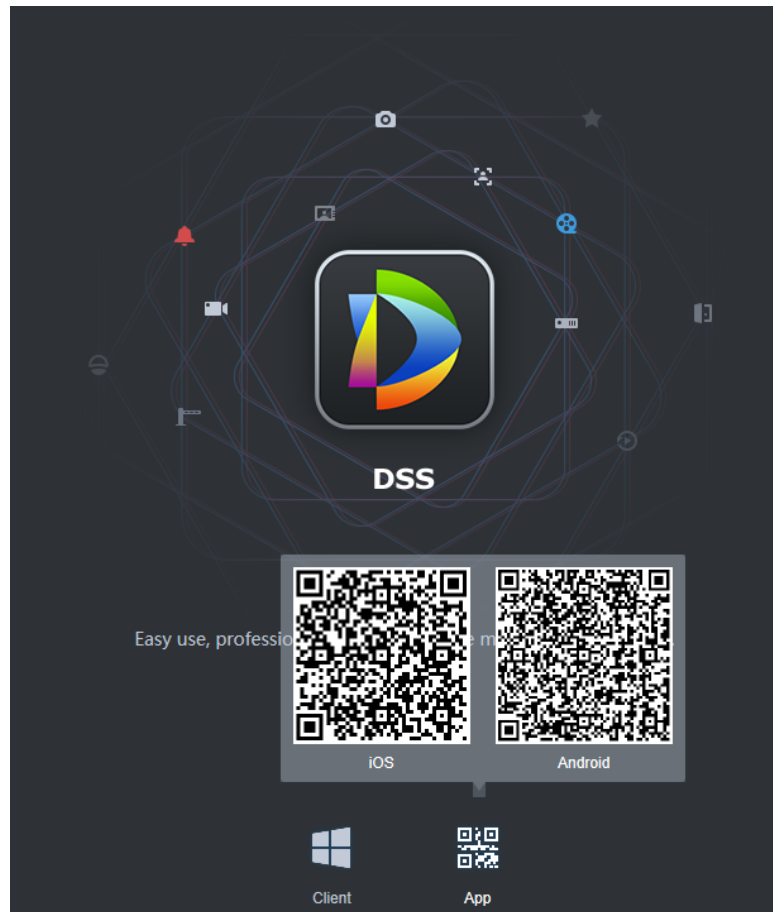 DSS
Easy use, professio
iOS
Android
Client
App